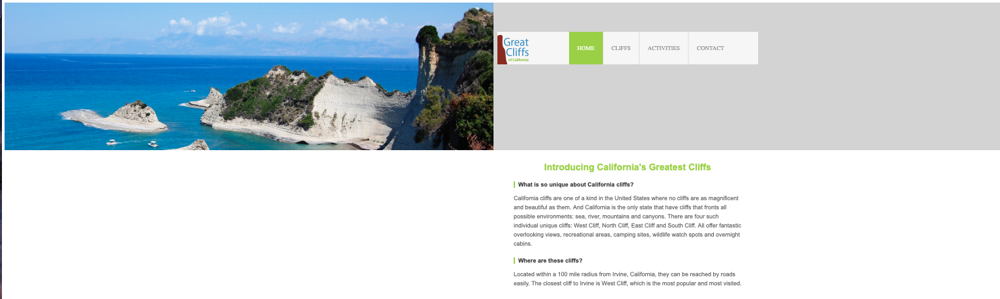 Great
Cliffs
of California
HOME
CLIFFS
ACTIVITIES
CONTACT
Introducing California's Greatest Cliffs
What is so unique about California cliffs?
California cliffs are one of a kind in the United States where no cliffs are as magnificent
and beautiful as them. And California is the only state that have cliffs that fronts all
possible environments: sea, river, mountains and canyons. There are four such
individual unique cliffs: West Cliff, North Cliff, East Cliff and South Cliff. All offer fantastic
overlooking views, recreational areas, camping sites, wildlife watch spots and overnight
cabins.
Where are these cliffs?
Located within a 100 mile radius from Irvine, California, they can be reached by roads
easily. The closest cliff to Irvine is West Cliff, which is the most popular and most visited.